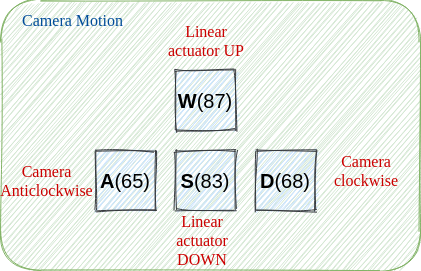 Camera Motion
Linear
actuator UP
W(87)
Camera
Anticlockwise
A(65)
S(83)
D(68)
Camera
clockwise
Linear
actuator
DOWN